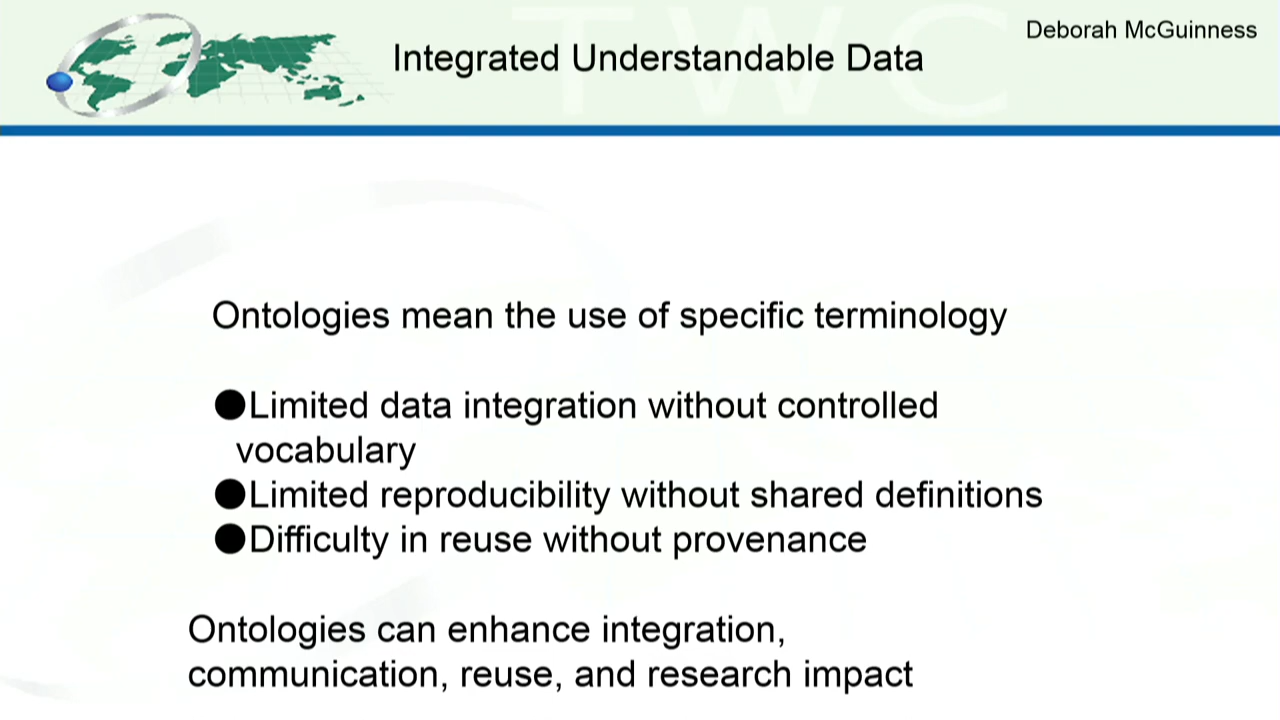 TWC
Deborah McGuinness
Integrated Understandable Data
Ontologies mean the use of specific terminology
●Limited data integration without controlled
vocabulary
●Limited reproducibility without shared definitions
●Difficulty in reuse without provenance
Ontologies can enhance integration,
communication, reuse, and research impact